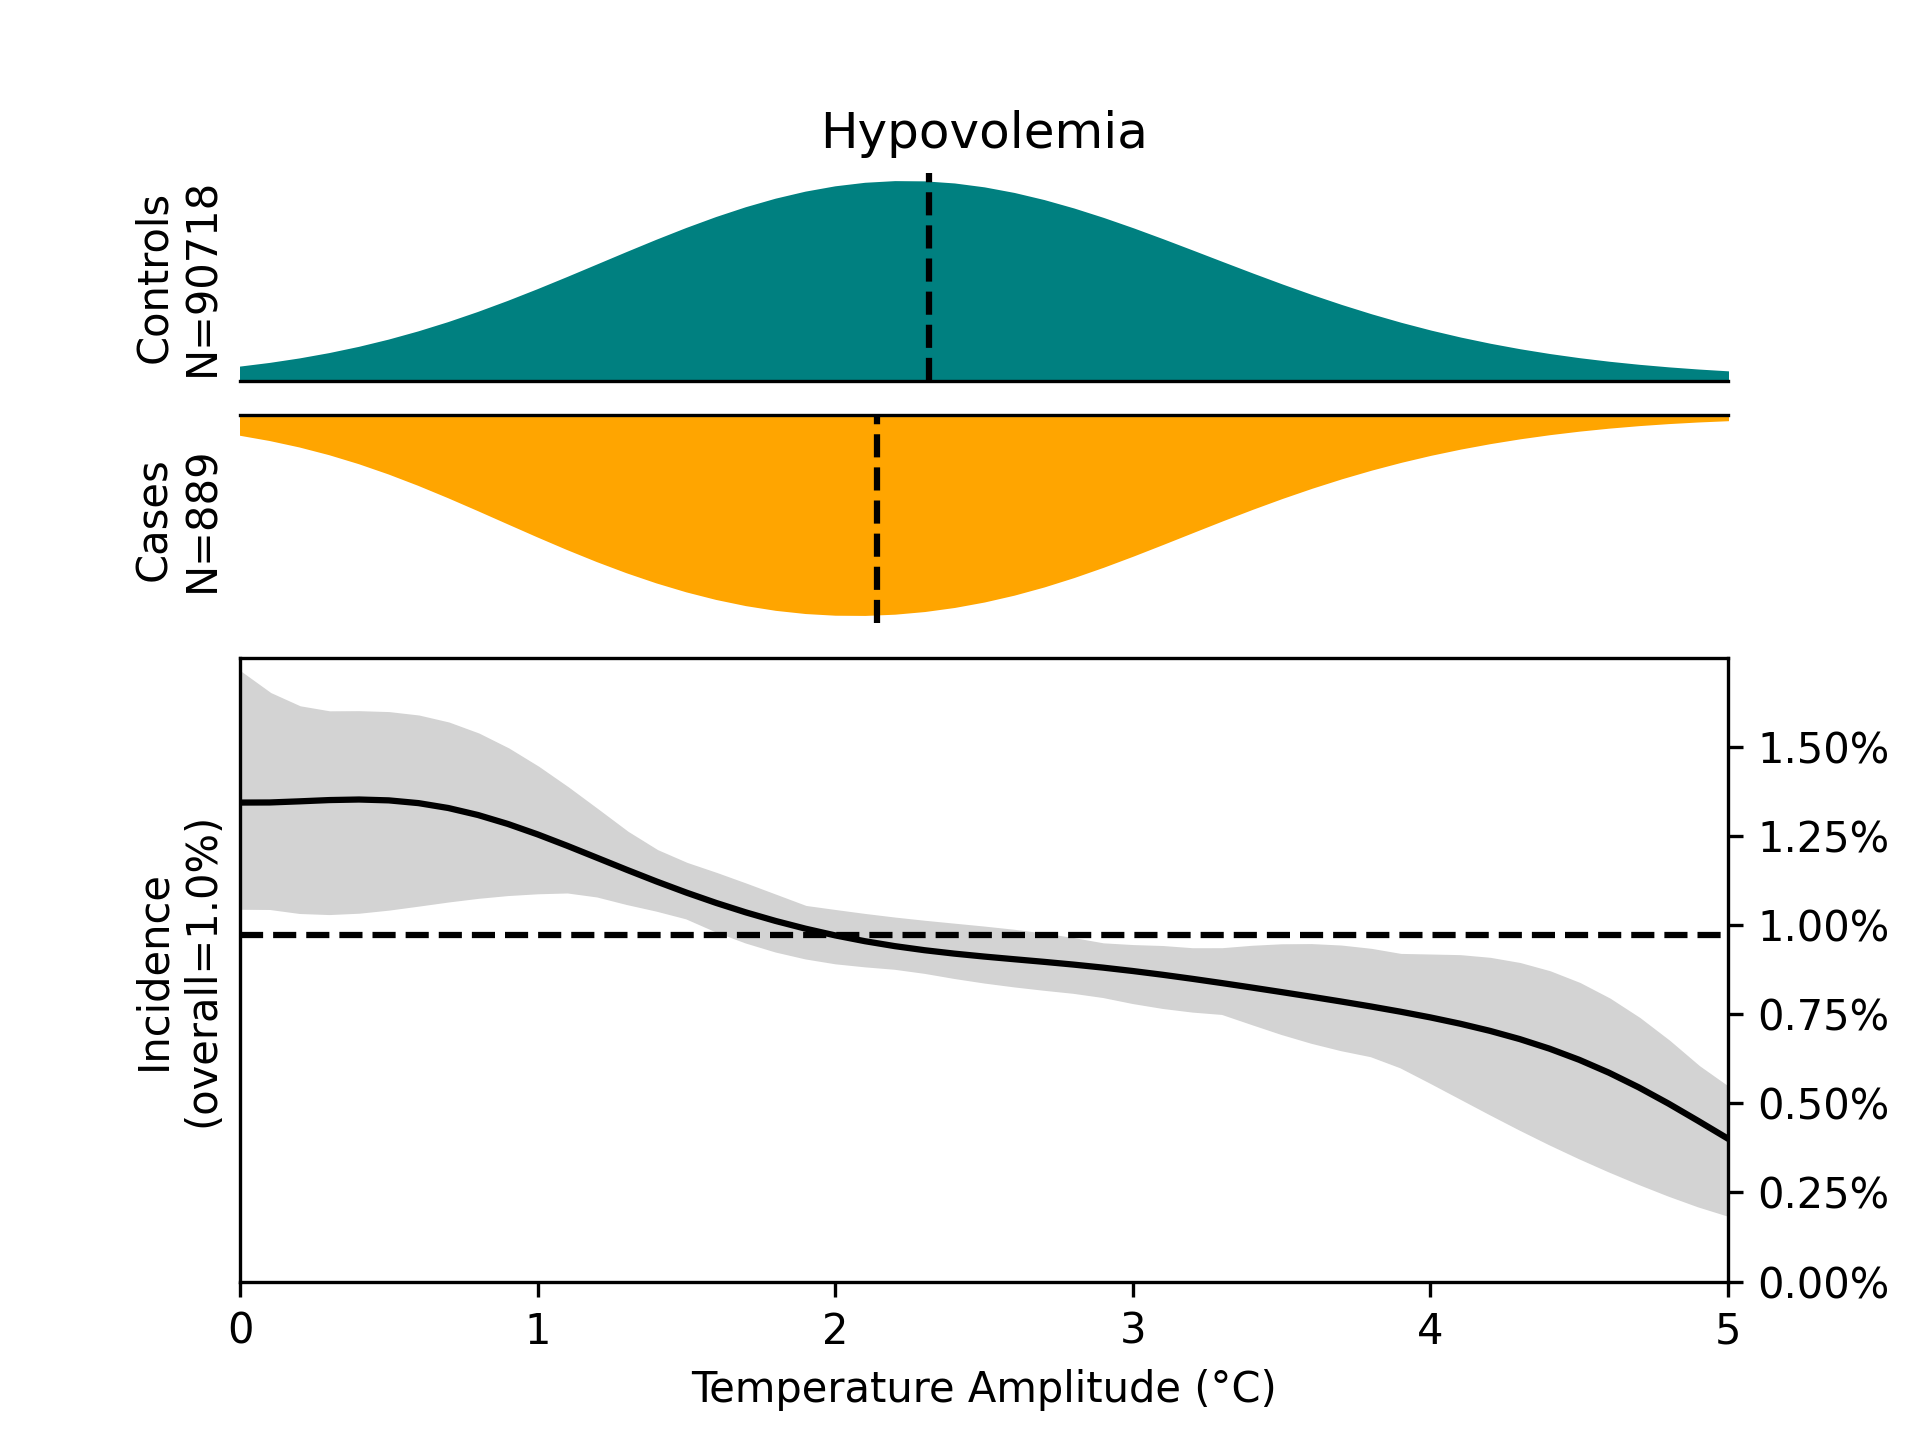 Hypovolemia
Controls
N=90718
Cases
N=889
Incidence
(overall=1.0%)
1.50%
1.25%
1.00%
0.75%
0.50%
0.25%
0.00%
0 1 2 3 4 5
Temperature Amplitude (°C)